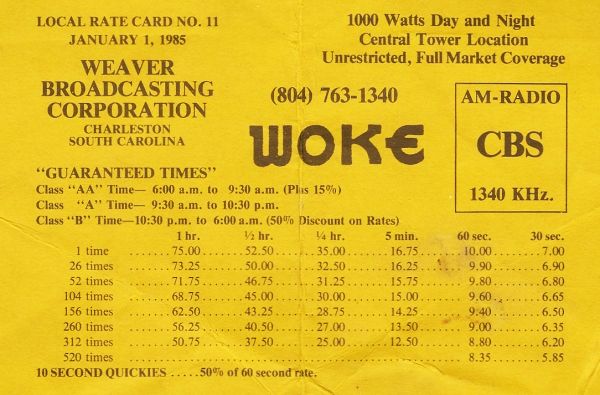 LOCAL RATE CARD NO. 11
JANUARY 1, 1985
WEAVER
BROADCASTING
CORPORATION
CHARLESTON
SOUTH CAROLINA
1000 Watts Day and Night
Central Tower Location
Unrestricted, Full Market Coverage
(804) 763-1340
WOKE
AM-RADIO
CBS
1340 KHz.
"GUARANTEED TIMES"
Class "AA" Time— 6:00 a.m. to 9:30 a.m. (Plus 15%)
Class "A" Time— 9:30 a.m. to 10:30 p.m.
Class "B" Time—10:30 p.m. to 6:00 a.m. (50% Discount on Rates)
1 hr. ½ hr. ¼ hr. 5 min. 60 sec. 30 sec.
1 time ........75.00........52.50........35.00........16.75........10.00........7.00
26 times ........73.25........50.00........32.50........16.25........9.90........6.90
52 times ........71.75........46.75........31.25........15.75........9.80........6.80
104 times ........68.75........45.00........30.00........15.00........9.60........6.65
156 times ........62.50........43.25........28.75........14.25........9.40........6.50
260 times ........56.25........40.50........27.00........13.50........9.00........6.35
312 times ........50.75........37.50........25.00........12.50........8.80........6.20
520 times ........8.35........5.85
10 SECOND QUICKIES .....50% of 60 second rate.